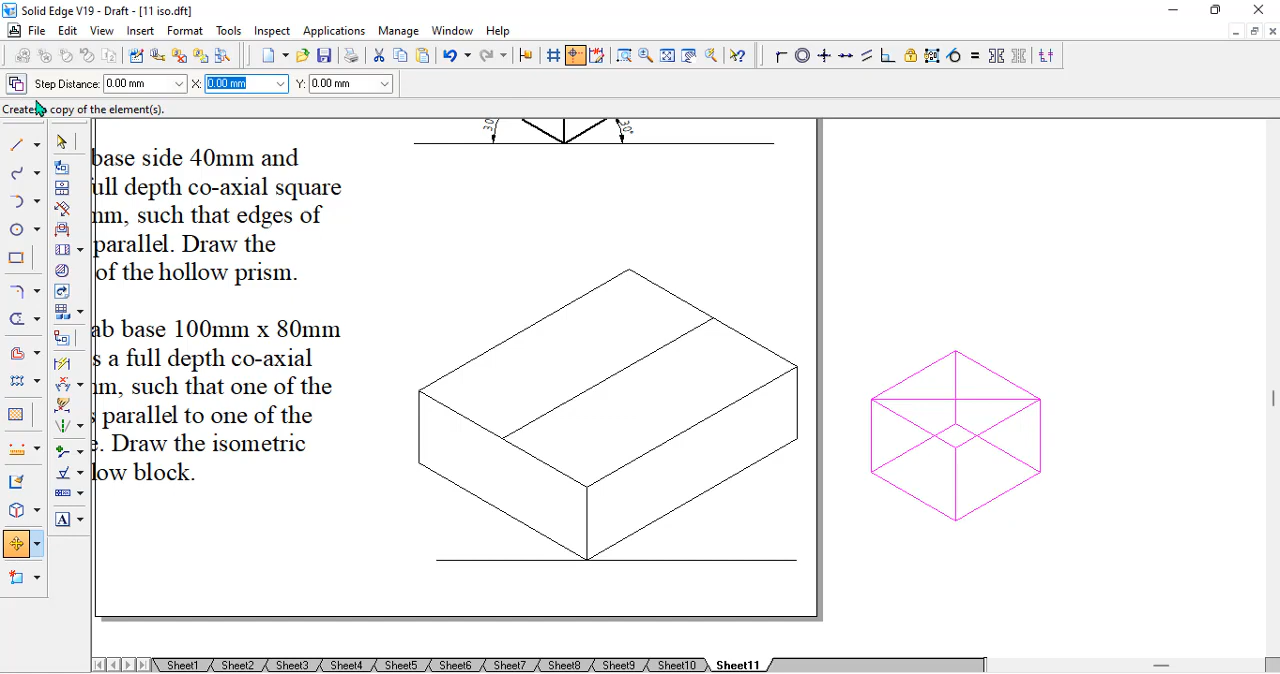 Solid Edge V19 - Draft - [11 iso.dft]
File Edit View Insert Format Tools Inspect Applications Manage Window Help
Step Distance: 0.00 mm X: 0.00 mm Y: 0.00 mm
Creates copy of the element(s).
30° 30°
base side 40mm and
full depth co-axial square
mm, such that edges of
parallel. Draw the
of the hollow prism.
ab base 100mm x 80mm
s a full depth co-axial
m, such that one of the
s parallel to one of the
e. Draw the isometric
low block.
Sheet1 Sheet2 Sheet3 Sheet4 Sheet5 Sheet6 Sheet7 Sheet8 Sheet9 Sheet10 Sheet11